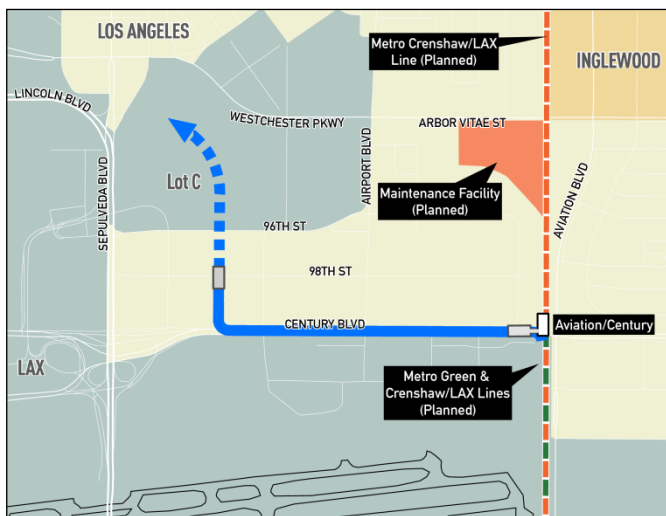 LOS ANGELES
Metro Crenshaw/LAX
Line (Planned)
INGLEWOOD
LINCOLN BLVD
WESTCHESTER PKWY
ARBOR VITAE ST
SEPULVEDA BLVD
Lot C
AIRPORT BLVD
Maintenance Facility
(Planned)
AVIATION BLVD
96TH ST
98TH ST
CENTURY BLVD
Aviation/Century
LAX
Metro Green &
Crenshaw/LAX Lines
(Planned)